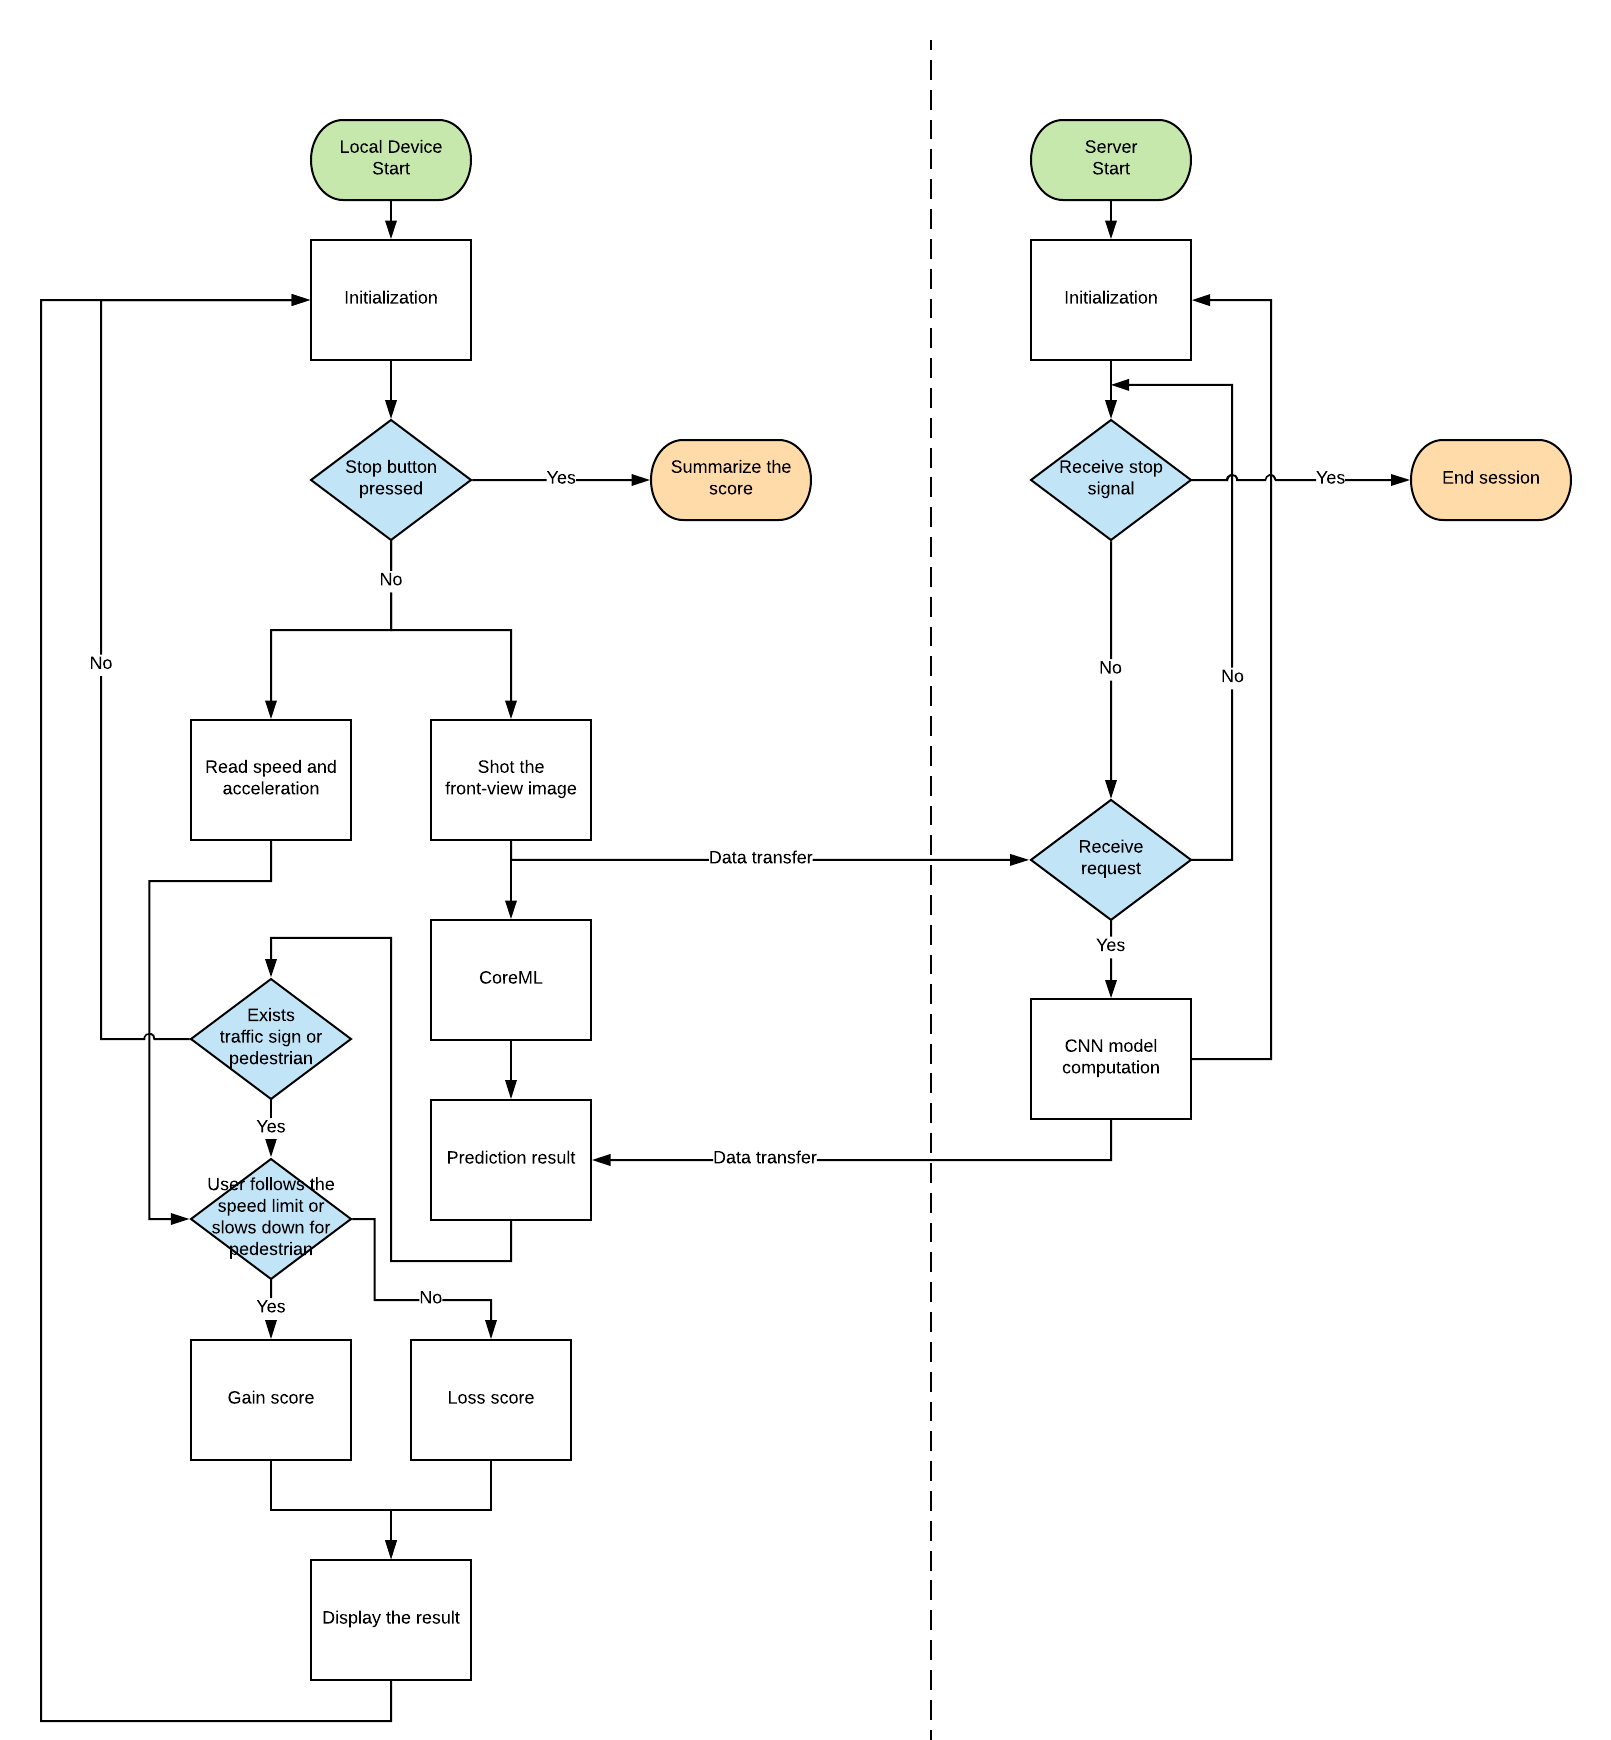 Local Device
Start
Server
Start
Initialization
Initialization
Stop button
pressed
Yes
Summarize the
score
Receive stop
signal
Yes
End session
No
No
No
No
Read speed and
acceleration
Shot the
front-view image
Data transfer
Receive
request
Yes
CoreML
Exists
traffic sign or
pedestrian
CNN model
computation
Yes
Prediction result
Data transfer
User follows the
speed limit or
slows down for
pedestrian
No
Yes
Gain score
Loss score
Display the result